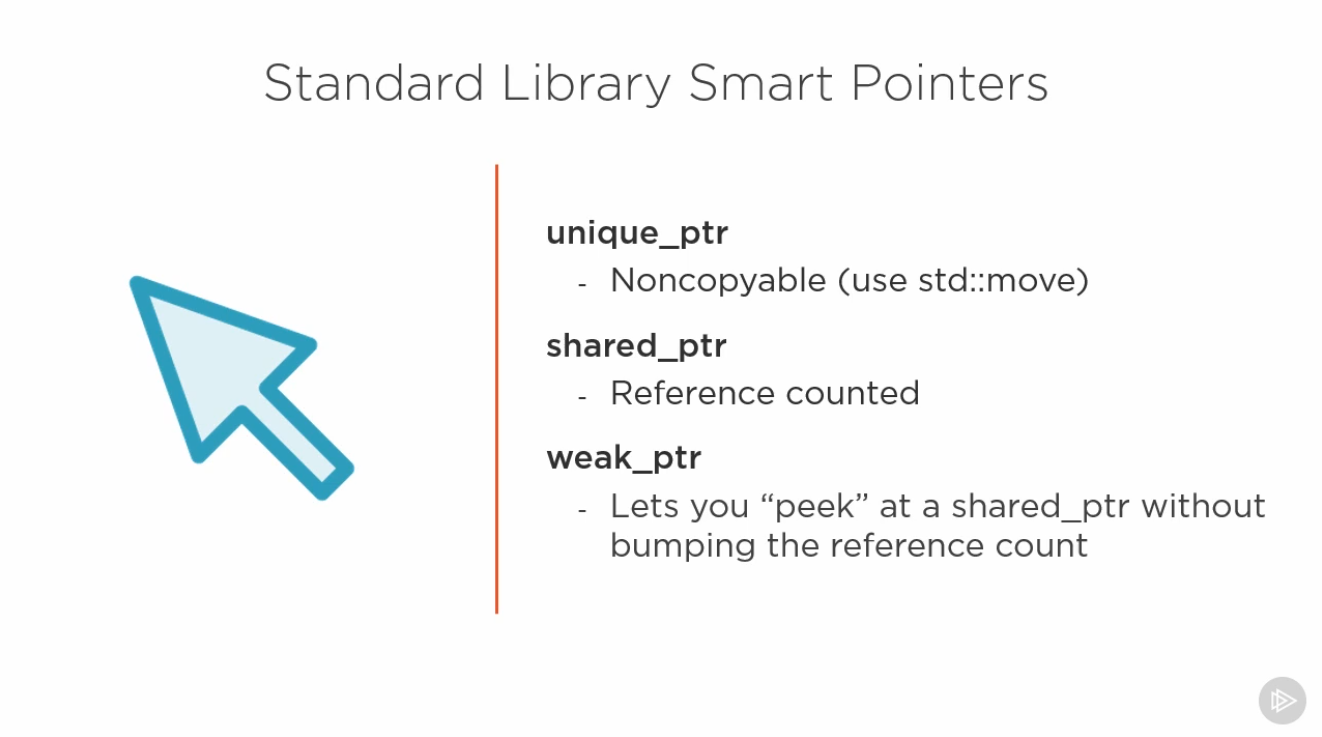 Standard Library Smart Pointers
unique_ptr
- Noncopyable (use std::move)
shared_ptr
- Reference counted
weak_ptr
- Lets you “peek” at a shared_ptr without
bumping the reference count